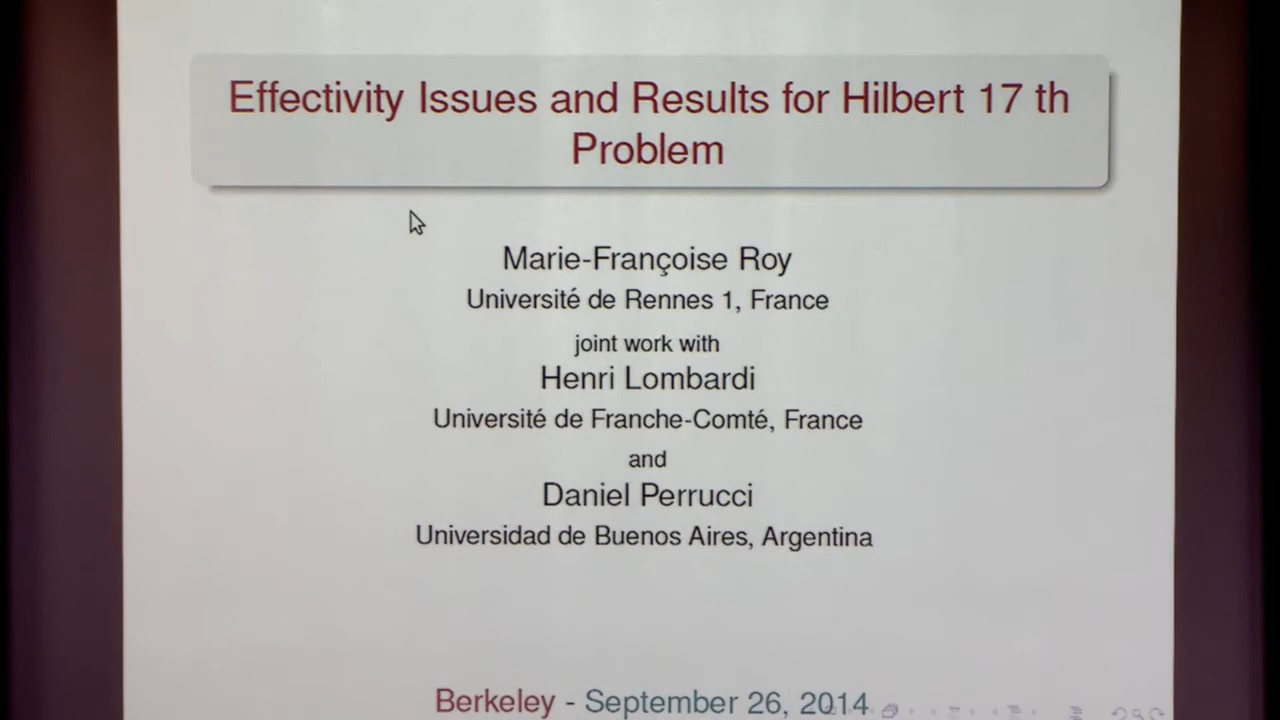 Effectivity Issues and Results for Hilbert 17 th
Problem
Marie-Françoise Roy
Université de Rennes 1, France
joint work with
Henri Lombardi
Université de Franche-Comté, France
and
Daniel Perrucci
Universidad de Buenos Aires, Argentina
Berkeley - September 26, 2014